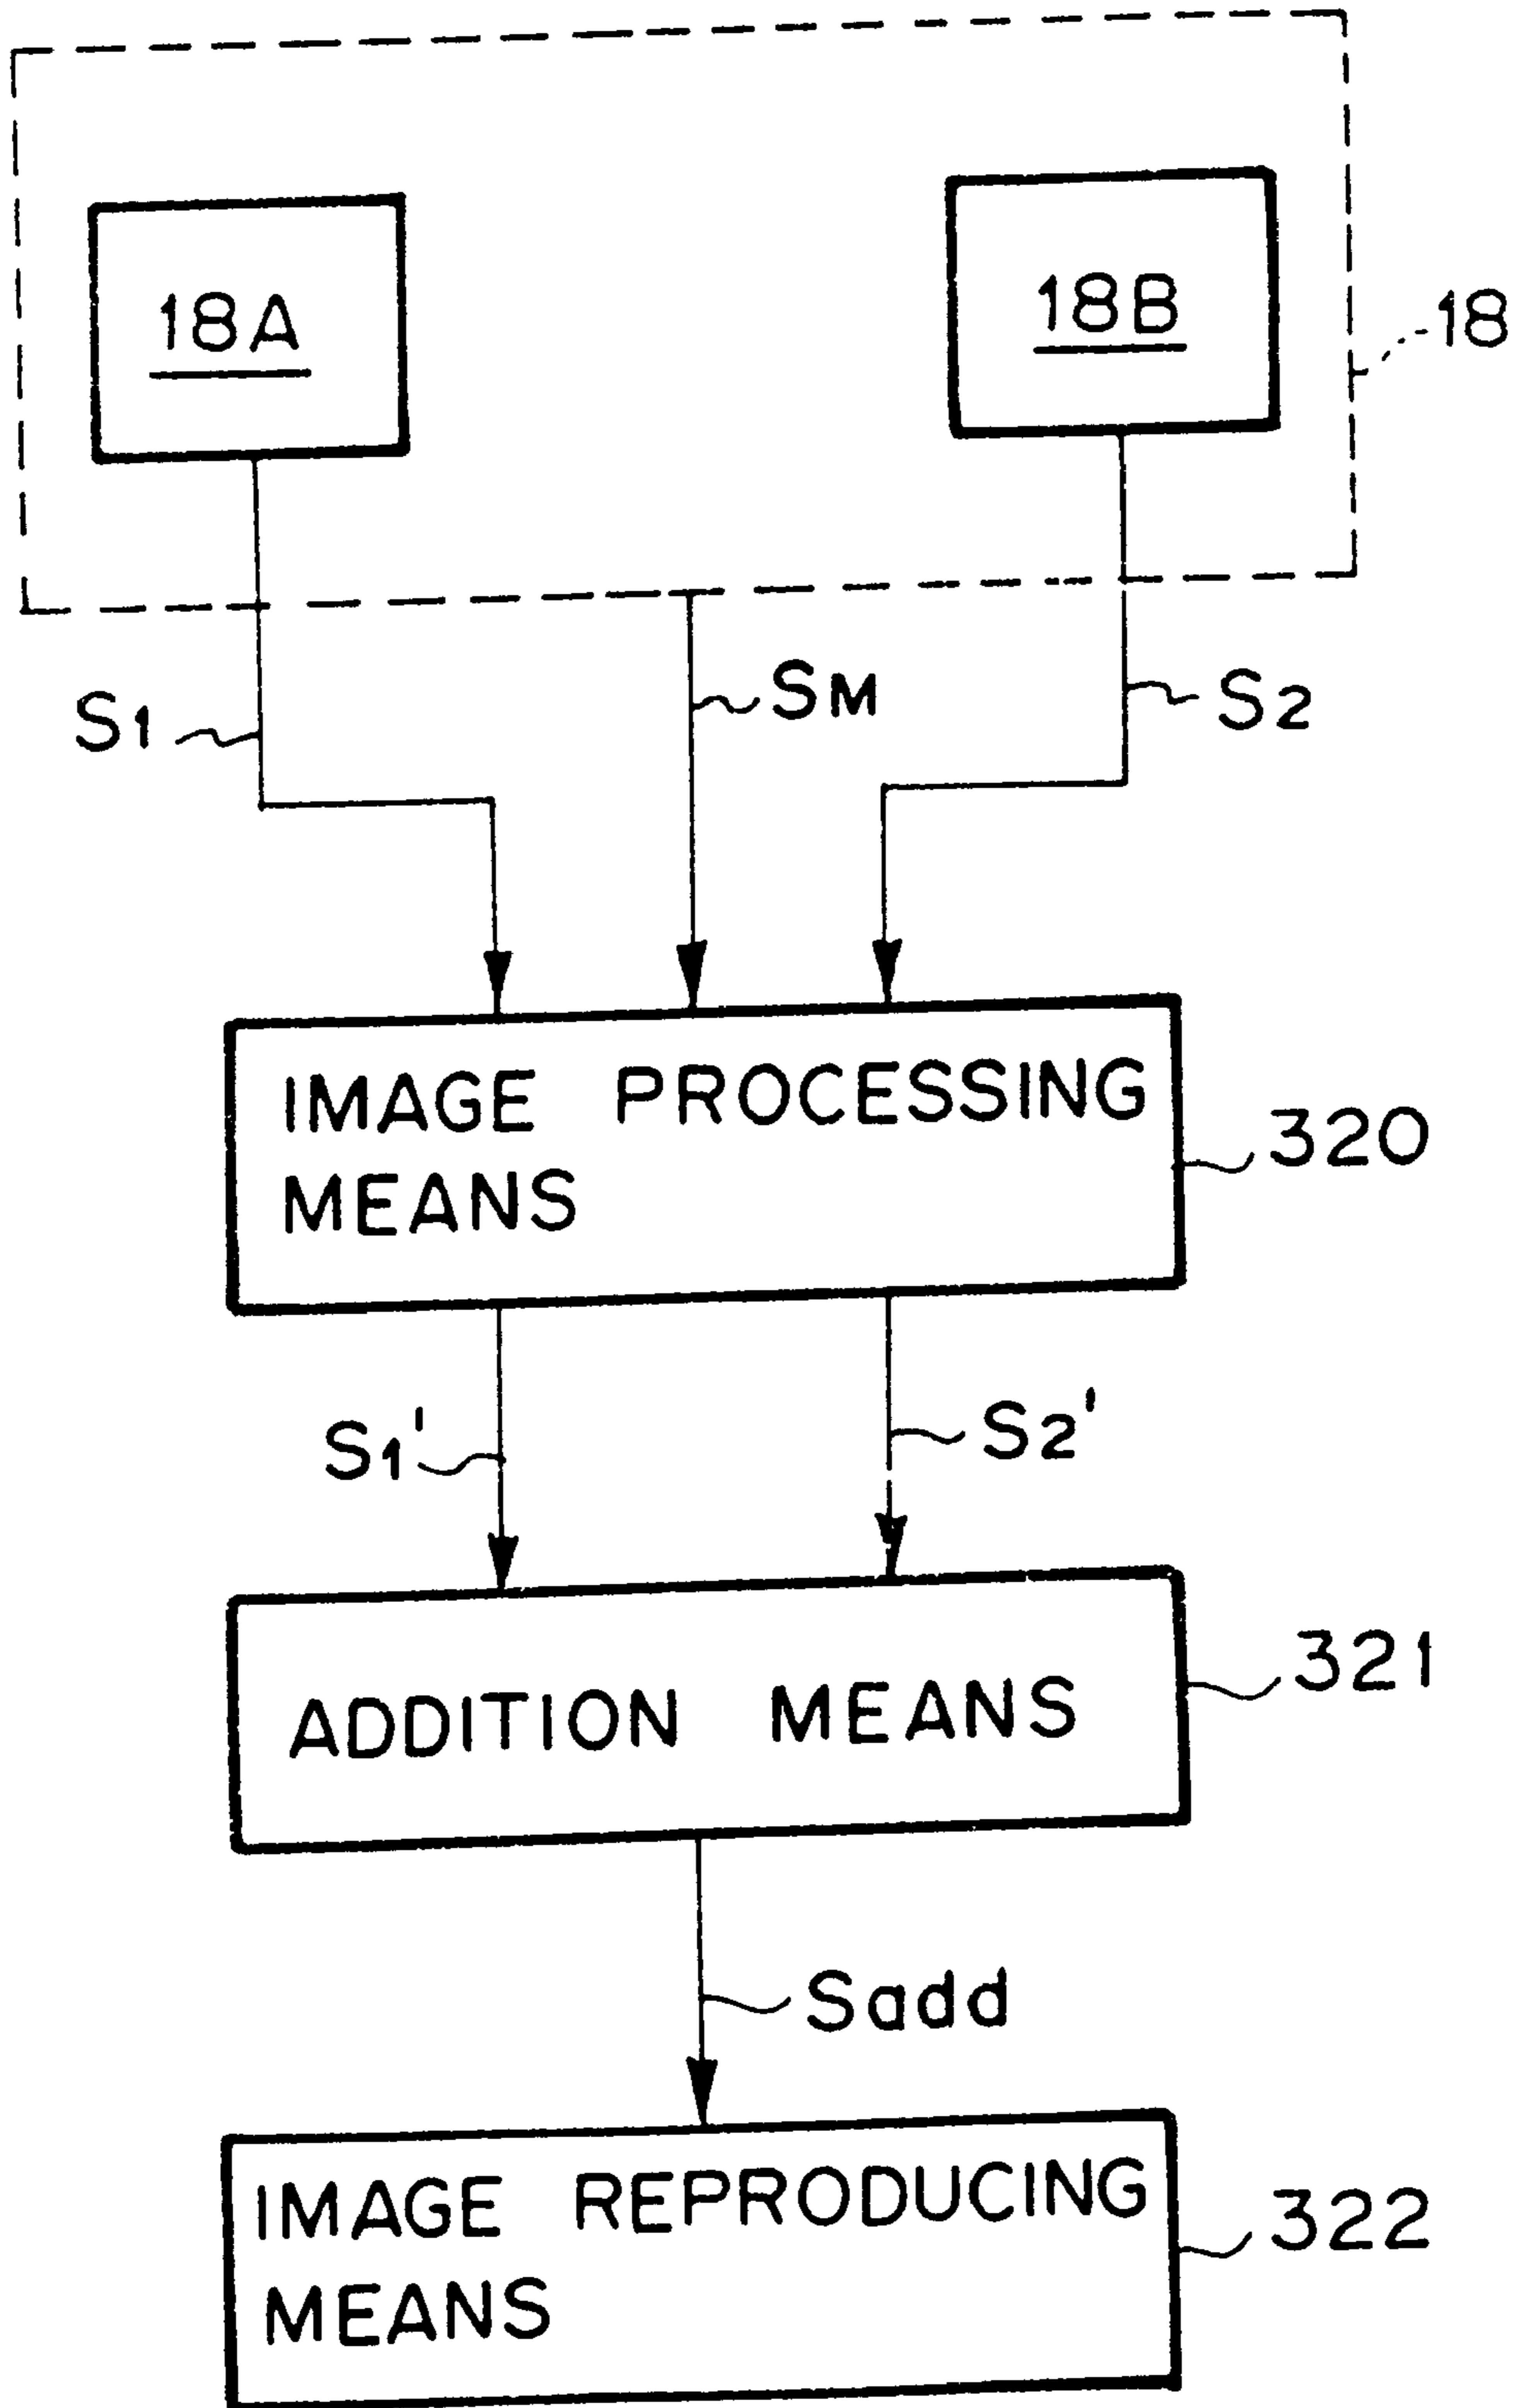 18A
18B
18
S1
SM
S2
IMAGE PROCESSING
MEANS
320
S1'
S2'
ADDITION MEANS
321
Sadd
IMAGE REPRODUCING
MEANS
322